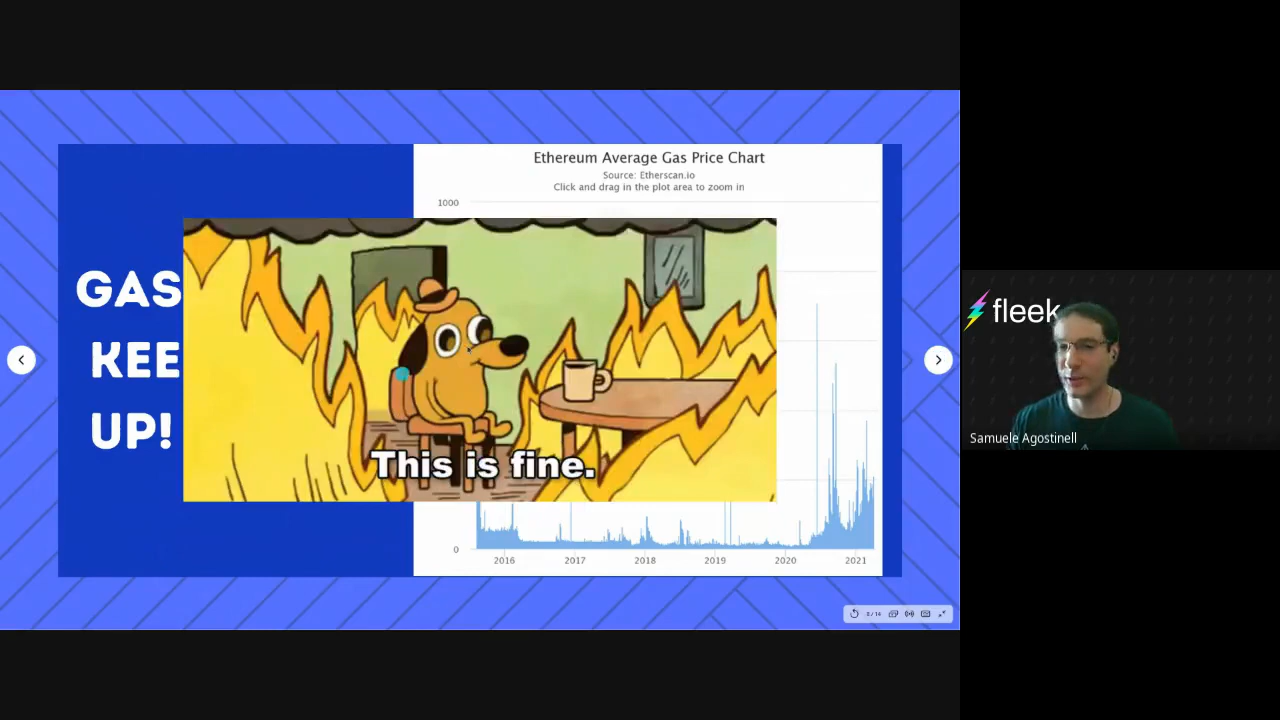 Ethereum Average Gas Price Chart
Source: Etherscan.io
Click and drag in the plot area to zoom in
1000
GAS
KEE
UP!
This is fine.
0
2016 2017 2018 2019 2020 2021
fleek
Samuele Agostinell